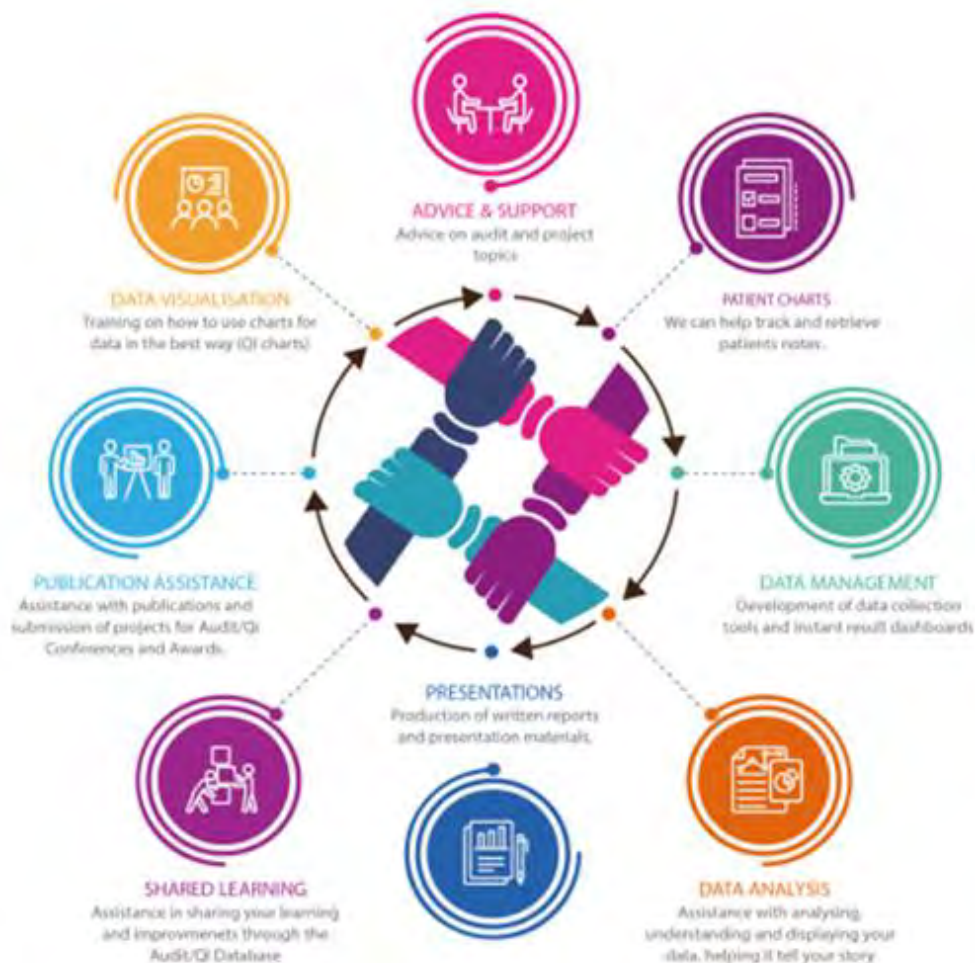 ADVICE & SUPPORT
Advice on audit and project
topics
PATIENT CHARTS
We can help track and retrieve
patients notes.
DATA MANAGEMENT
Development of data collection
tools and instant result dashboards
DATA ANALYSIS
Assistance with analysing,
understanding and displaying your
data, helping it tell your story
PRESENTATIONS
Production of written reports
and presentation materials.
SHARED LEARNING
Assistance in sharing your learning
and improvmenets through the
Audit/QI Database
PUBLICATION ASSISTANCE
Assistance with publications and
submission of projects for Audit/QI
Conferences and Awards.
DATA VISUALISATION
Training on how to use charts for
data in the best way (QI charts)